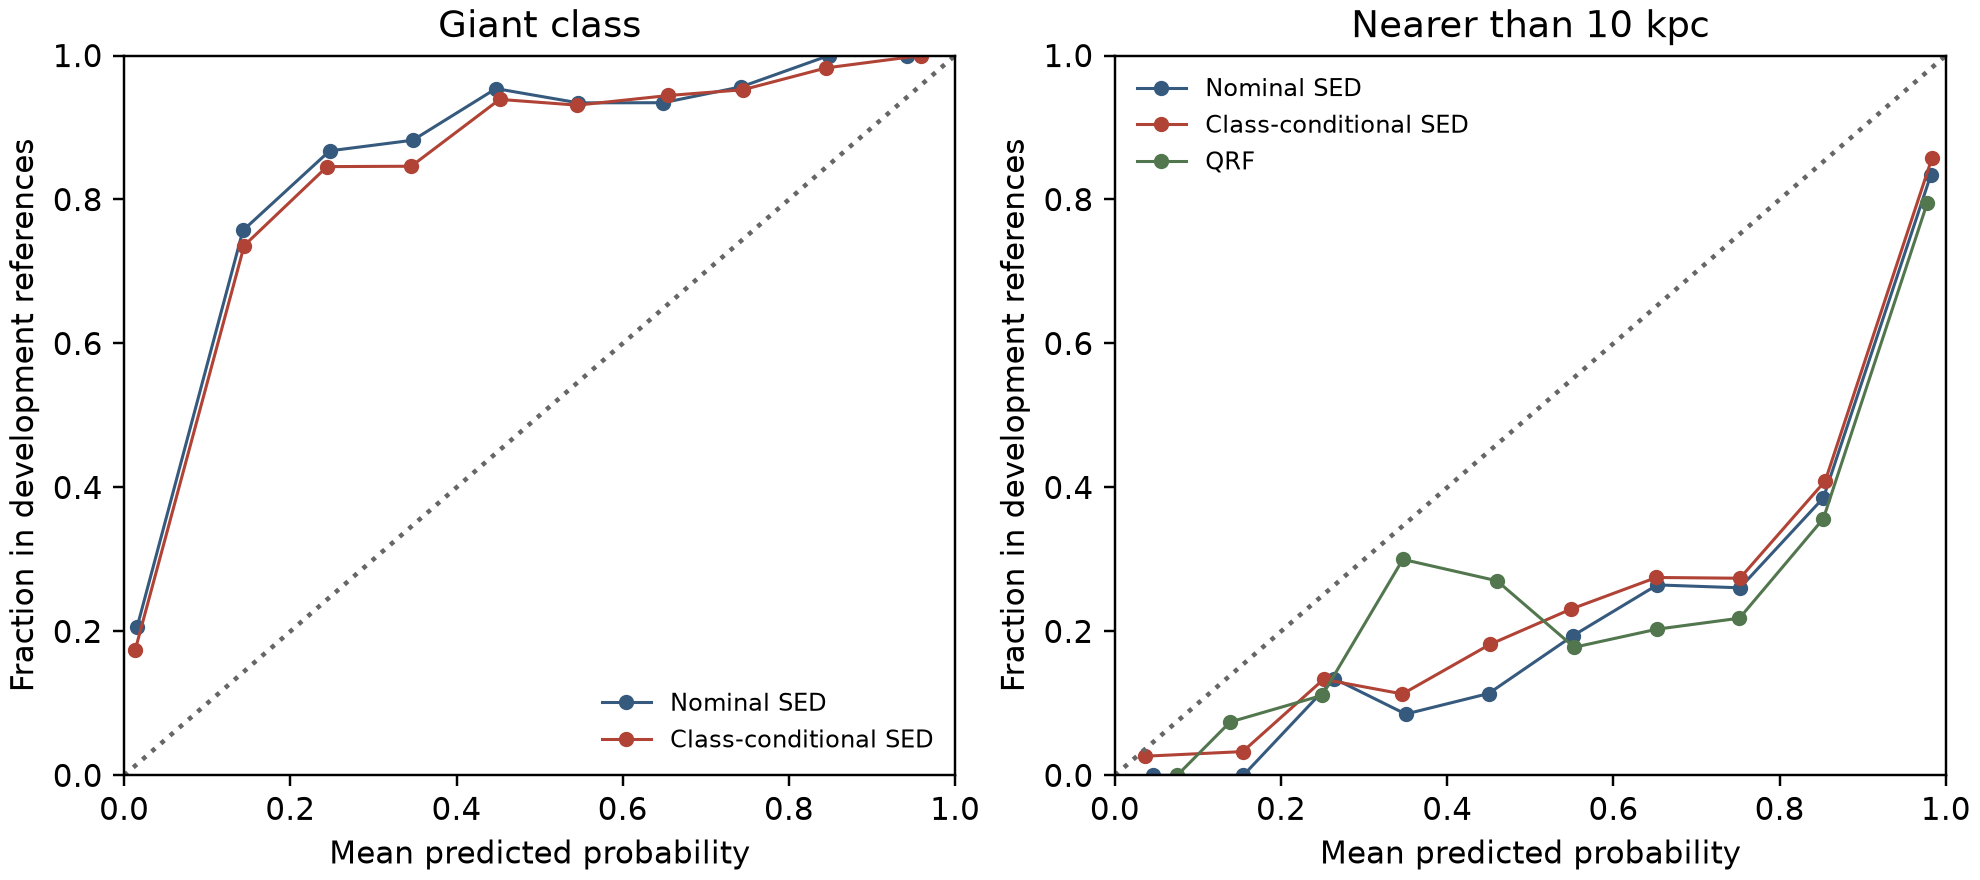 Giant class
Fraction in development references
1.0
0.8
0.6
0.4
0.2
0.0
Nominal SED
Class-conditional SED
0.0 0.2 0.4 0.6 0.8 1.0
Mean predicted probability
Nearer than 10 kpc
Fraction in development references
1.0
0.8
0.6
0.4
0.2
0.0
Nominal SED
Class-conditional SED
QRF
0.0 0.2 0.4 0.6 0.8 1.0
Mean predicted probability